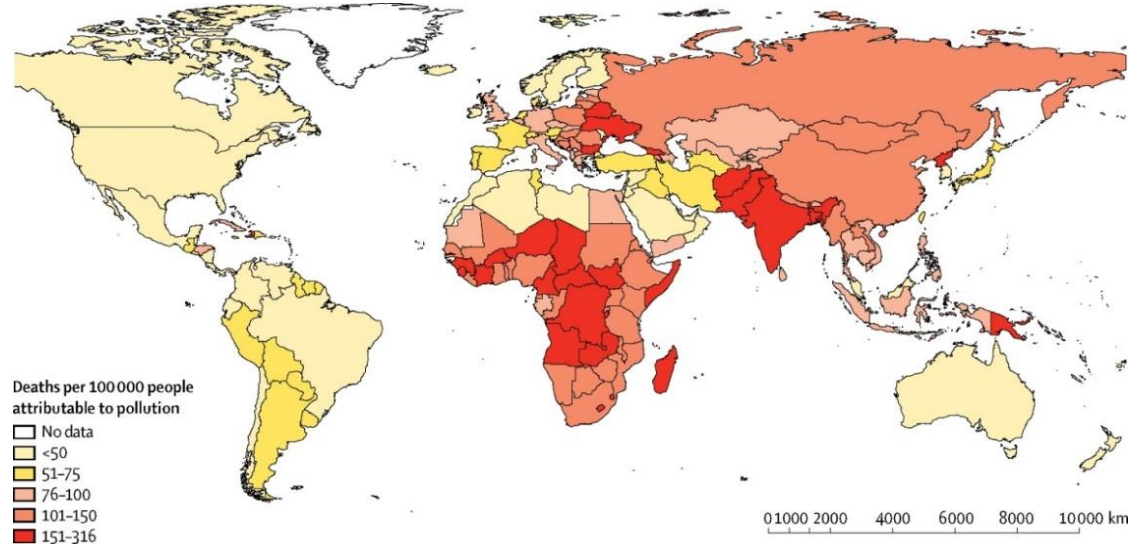 Deaths per 100 000 people
attributable to pollution
No data
<50
51–75
76–100
101–150
151–316
0 1000 2000 4000 6000 8000 10 000 km